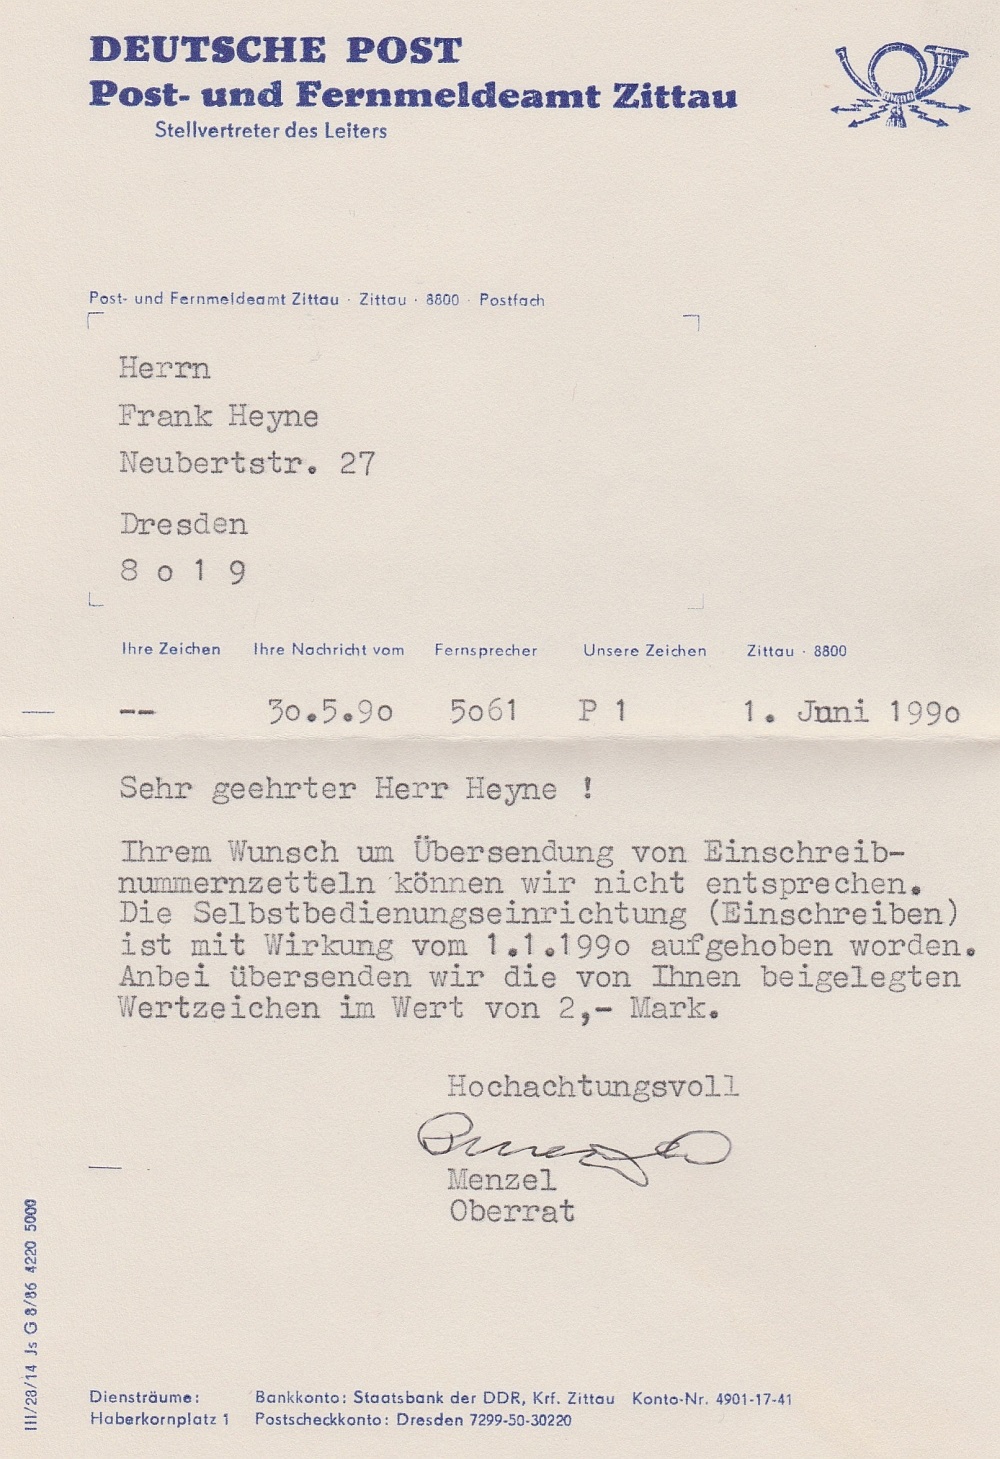 DEUTSCHE POST
Post- und Fernmeldeamt Zittau
Stellvertreter des Leiters
Post- und Fernmeldeamt Zittau · Zittau · 8800 · Postfach
Herrn
Frank Heyne
Neubertstr. 27
Dresden
8 o 1 9
Ihre Zeichen Ihre Nachricht vom Fernsprecher Unsere Zeichen Zittau · 8800
-- 30.5.9o 5o61 P 1 1. Juni 199o
Sehr geehrter Herr Heyne !
Ihrem Wunsch um Übersendung von Einschreib-
nummernzetteln können wir nicht entsprechen.
Die Selbstbedienungseinrichtung (Einschreiben)
ist mit Wirkung vom 1.1.199o aufgehoben worden.
Anbei übersenden wir die von Ihnen beigelegten
Wertzeichen im Wert von 2,- Mark.
Hochachtungsvoll
Menzel
Oberrat
III/28/14 Js G 8/86 4220 5000
Diensträume: Bankkonto: Staatsbank der DDR, Krf. Zittau Konto-Nr. 4901-17-41
Haberkornplatz 1 Postscheckkonto: Dresden 7299-50-30220